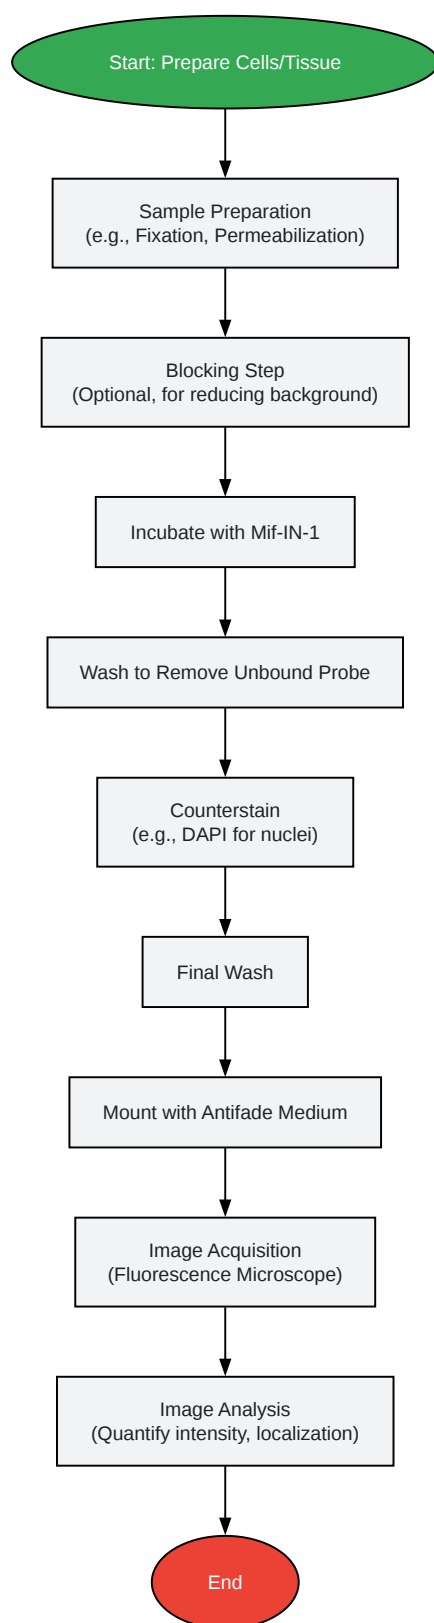 Start: Prepare Cells/Tissue
Sample Preparation
(e.g., Fixation, Permeabilization)
Blocking Step
(Optional, for reducing background)
Incubate with Mif-IN-1
Wash to Remove Unbound Probe
Counterstain
(e.g., DAPI for nuclei)
Final Wash
Mount with Antifade Medium
Image Acquisition
(Fluorescence Microscope)
Image Analysis
(Quantify intensity, localization)
End